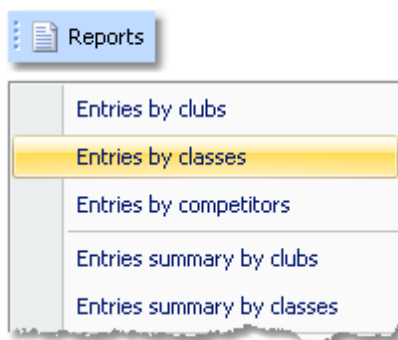 Reports
Entries by clubs
Entries by classes
Entries by competitors
Entries summary by clubs
Entries summary by classes